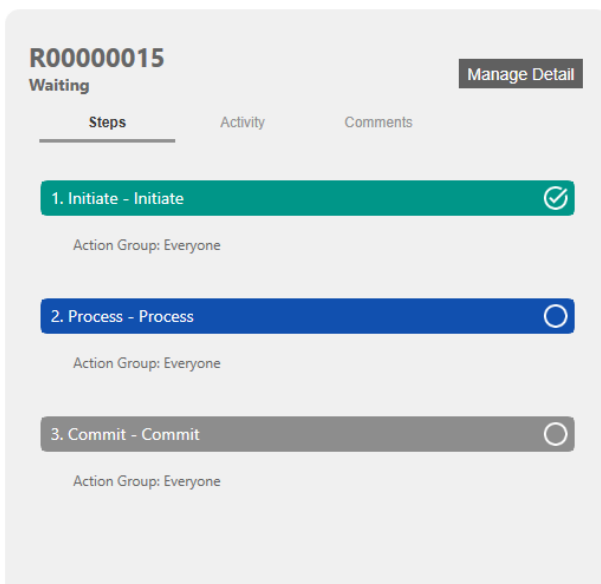 R00000015
Waiting
Manage Detail
Steps Activity Comments
1. Initiate - Initiate
Action Group: Everyone
2. Process - Process
Action Group: Everyone
3. Commit - Commit
Action Group: Everyone